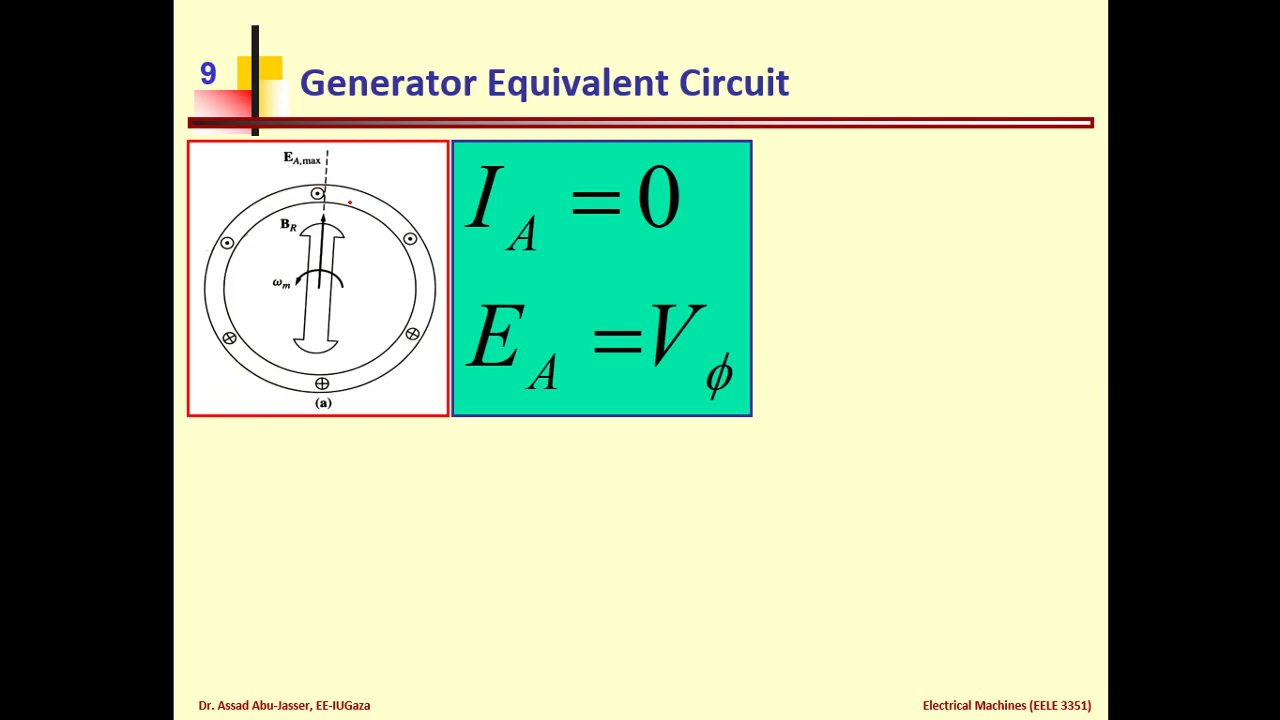 9
Generator Equivalent Circuit
E_A,max
B_R
ω_m
(a)
I_A = 0
E_A = V_ϕ
Dr. Assad Abu-Jasser, EE-IUGaza
Electrical Machines (EELE 3351)